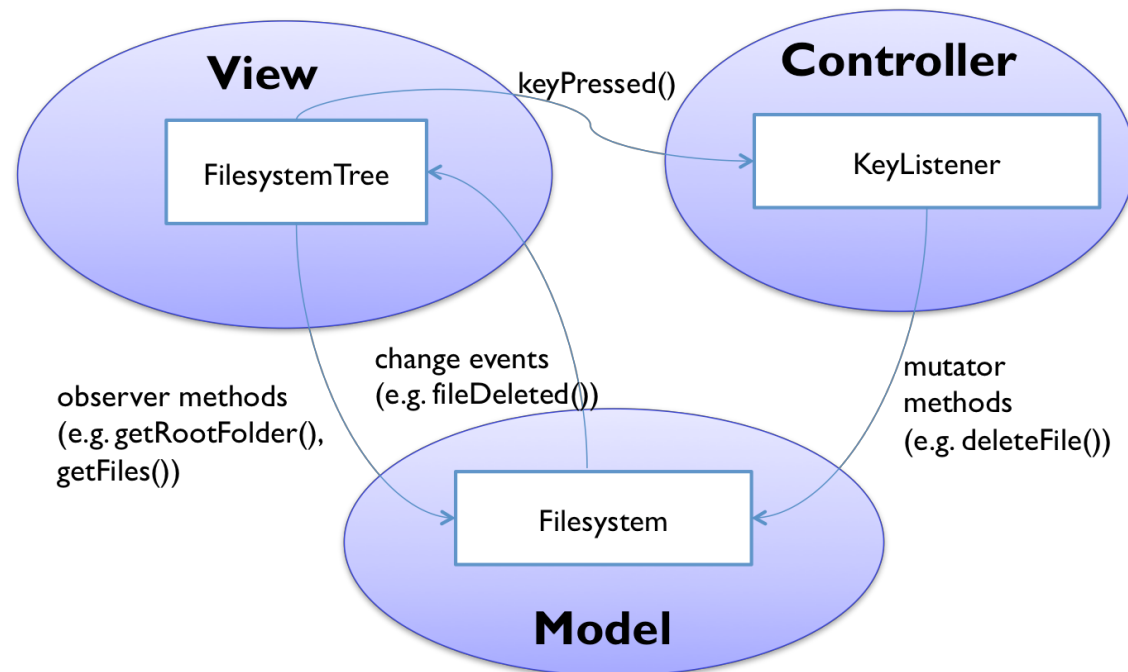 View
Controller
keyPressed()
FilesystemTree
KeyListener
change events
(e.g. fileDeleted())
observer methods
(e.g. getRootFolder(),
getFiles())
mutator
methods
(e.g. deleteFile())
Filesystem
Model